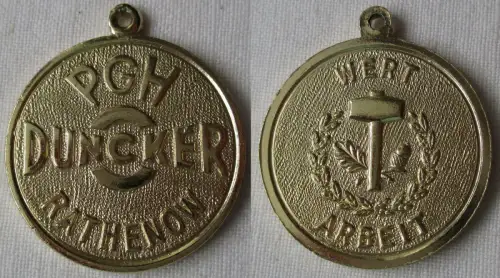 PGH
DUNCKER
RATHENOW
WERT
ARBEIT